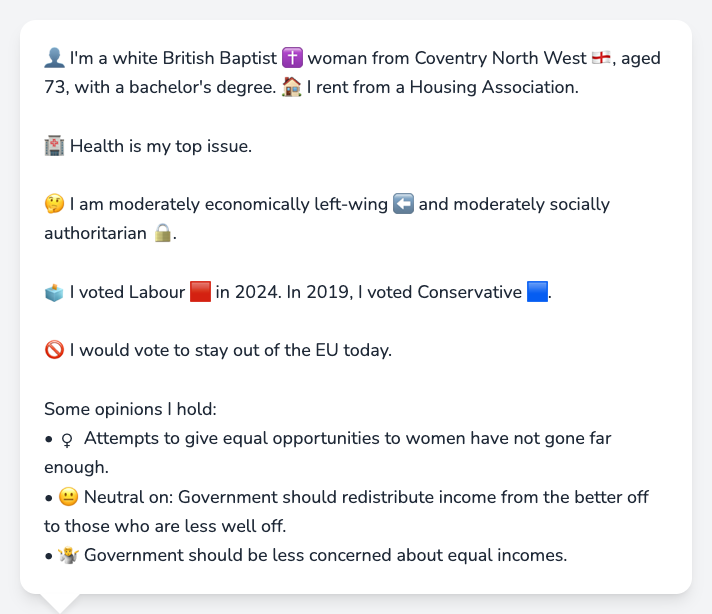 👤 I'm a white British Baptist ✝️ woman from Coventry North West 🏴󠁧󠁢󠁥󠁮󠁧󠁿, aged
73, with a bachelor's degree. 🏠 I rent from a Housing Association.
🏥 Health is my top issue.
🤔 I am moderately economically left-wing ⬅️ and moderately socially
authoritarian 🔒.
🗳️ I voted Labour 🟥 in 2024. In 2019, I voted Conservative 🟦.
🚫 I would vote to stay out of the EU today.
Some opinions I hold:
• ♀ Attempts to give equal opportunities to women have not gone far
enough.
• 😐 Neutral on: Government should redistribute income from the better off
to those who are less well off.
• 🤷 Government should be less concerned about equal incomes.